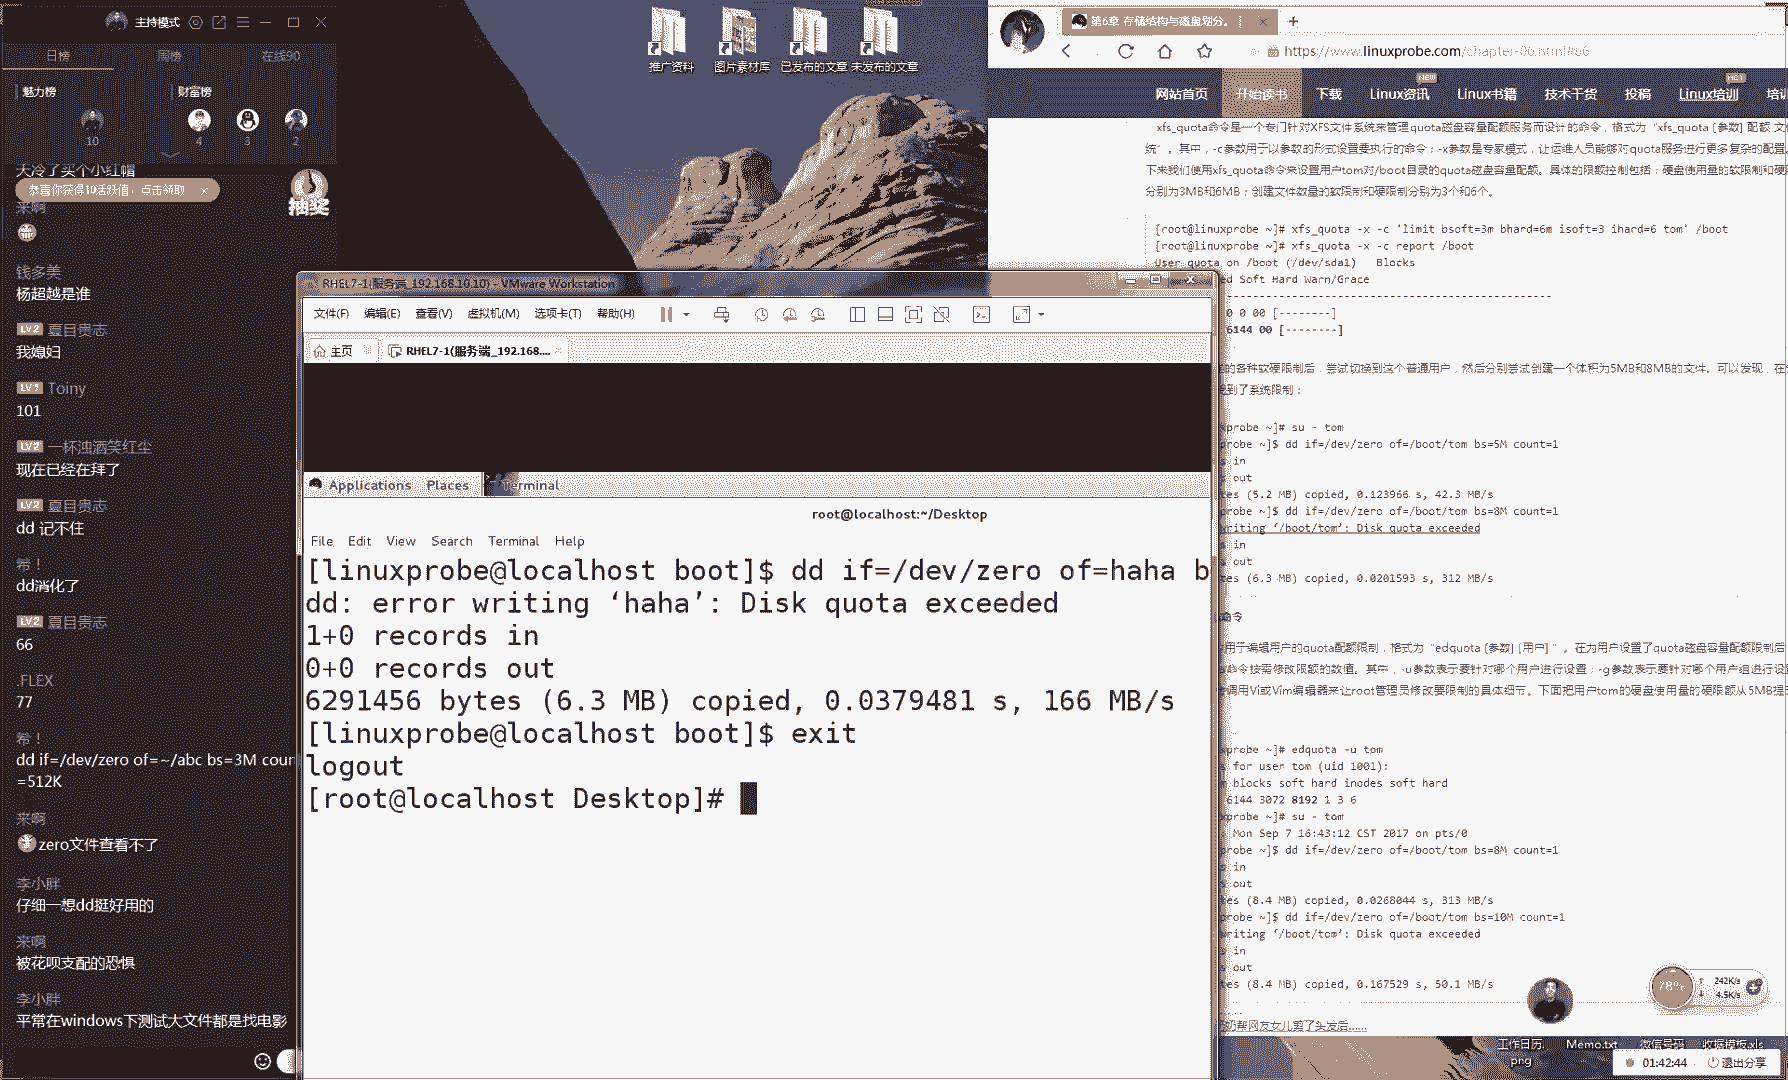 主持模式
日榜 周榜 在线90
魅力榜 财富榜
10 4 3 2
天冷了买个小红帽
恭喜你获得10活跃值，点击领取 ×
来啊
抽奖
钱多美
杨超越是谁
LV2 夏目贵志
我媳妇
LV1 Toiny
101
LV2 一杯浊酒笑红尘
现在已经在拜了
LV2 夏目贵志
dd 记不住
希！
dd消化了
LV2 夏目贵志
66
.FLEX
77
希！
dd if=/dev/zero of=~/abc bs=3M coun
=512K
来啊
zero文件查看不了
李小胖
仔细一想dd挺好用的
来啊
被花呗支配的恐惧
李小胖
平常在windows下测试大文件都是找电影
推广资料 图片素材库 已发布的文章 未发布的文章
RHEL7-1(服务端_192.168.10.10) - VMware Workstation
文件(F) 编辑(E) 查看(V) 虚拟机(M) 选项卡(T) 帮助(H)
主页 RHEL7-1(服务端_192.168....
Applications Places Terminal
root@localhost:~/Desktop
File Edit View Search Terminal Help
[linuxprobe@localhost boot]$ dd if=/dev/zero of=haha b
dd: error writing ‘haha’: Disk quota exceeded
1+0 records in
0+0 records out
6291456 bytes (6.3 MB) copied, 0.0379481 s, 166 MB/s
[linuxprobe@localhost boot]$ exit
logout
[root@localhost Desktop]#
第6章 存储结构与磁盘划分。
https://www.linuxprobe.com/chapter-06.html#66
NEW HOT
网站首页 开始读书 下载 Linux资讯 Linux书籍 技术干货 投稿 Linux培训 培训
xfs_quota命令是一个专门针对XFS文件系统来管理quota磁盘容量配额服务而设计的命令，格式为“xfs_quota [参数] 配额 文件
统”。其中，-c参数用于以参数的形式设置要执行的命令；-x参数是专家模式，让运维人员能够对quota服务进行更多复杂的配置。
下来我们使用xfs_quota命令来设置用户tom对/boot目录的quota磁盘容量配额。具体的限额控制包括：硬盘使用量的软限制和硬限
分别为3MB和6MB；创建文件数量的软限制和硬限制分别为3个和6个。
[root@linuxprobe ~]# xfs_quota -x -c 'limit bsoft=3m bhard=6m isoft=3 ihard=6 tom' /boot
[root@linuxprobe ~]# xfs_quota -x -c report /boot
User quota on /boot (/dev/sda1) Blocks
ed Soft Hard Warn/Grace
---------------------------------------------
0 0 00 [--------]
6144 00 [--------]
的各种软硬限制后，尝试切换到这个普通用户，然后分别尝试创建一个体积为5MB和8MB的文件。可以发现，在
受到了系统限制：
probe ~]# su - tom
probe ~]$ dd if=/dev/zero of=/boot/tom bs=5M count=1
s in
s out
tes (5.2 MB) copied, 0.123966 s, 42.3 MB/s
probe ~]$ dd if=/dev/zero of=/boot/tom bs=8M count=1
writing ‘/boot/tom’: Disk quota exceeded
s in
s out
tes (6.3 MB) copied, 0.0201593 s, 312 MB/s
命令
用于编辑用户的quota配额限制，格式为“edquota [参数] [用户] ”。在为用户设置了quota磁盘容量配额限制后
命令按需修改限额的数值。其中，-u参数表示要针对哪个用户进行设置；-g参数表示要针对哪个用户组进行设
调用Vi或Vim编辑器来让root管理员修改要限制的具体细节。下面把用户tom的硬盘使用量的硬限额从5MB提
probe ~]# edquota -u tom
s for user tom (uid 1001):
m blocks soft hard inodes soft hard
6144 3072 8192 1 3 6
probe ~]# su - tom
: Mon Sep 7 16:43:12 CST 2017 on pts/0
probe ~]$ dd if=/dev/zero of=/boot/tom bs=8M count=1
s in
s out
tes (8.4 MB) copied, 0.0268044 s, 313 MB/s
probe ~]$ dd if=/dev/zero of=/boot/tom bs=10M count=1
writing ‘/boot/tom’: Disk quota exceeded
s in
s out
tes (8.4 MB) copied, 0.167529 s, 50.1 MB/s
奶帮网友女儿剪了头发后......
78% 242K/s
4.5K/s
工作日历. Memo.txt 微信号码 收据模板.xls
png
01:42:44 退出分享